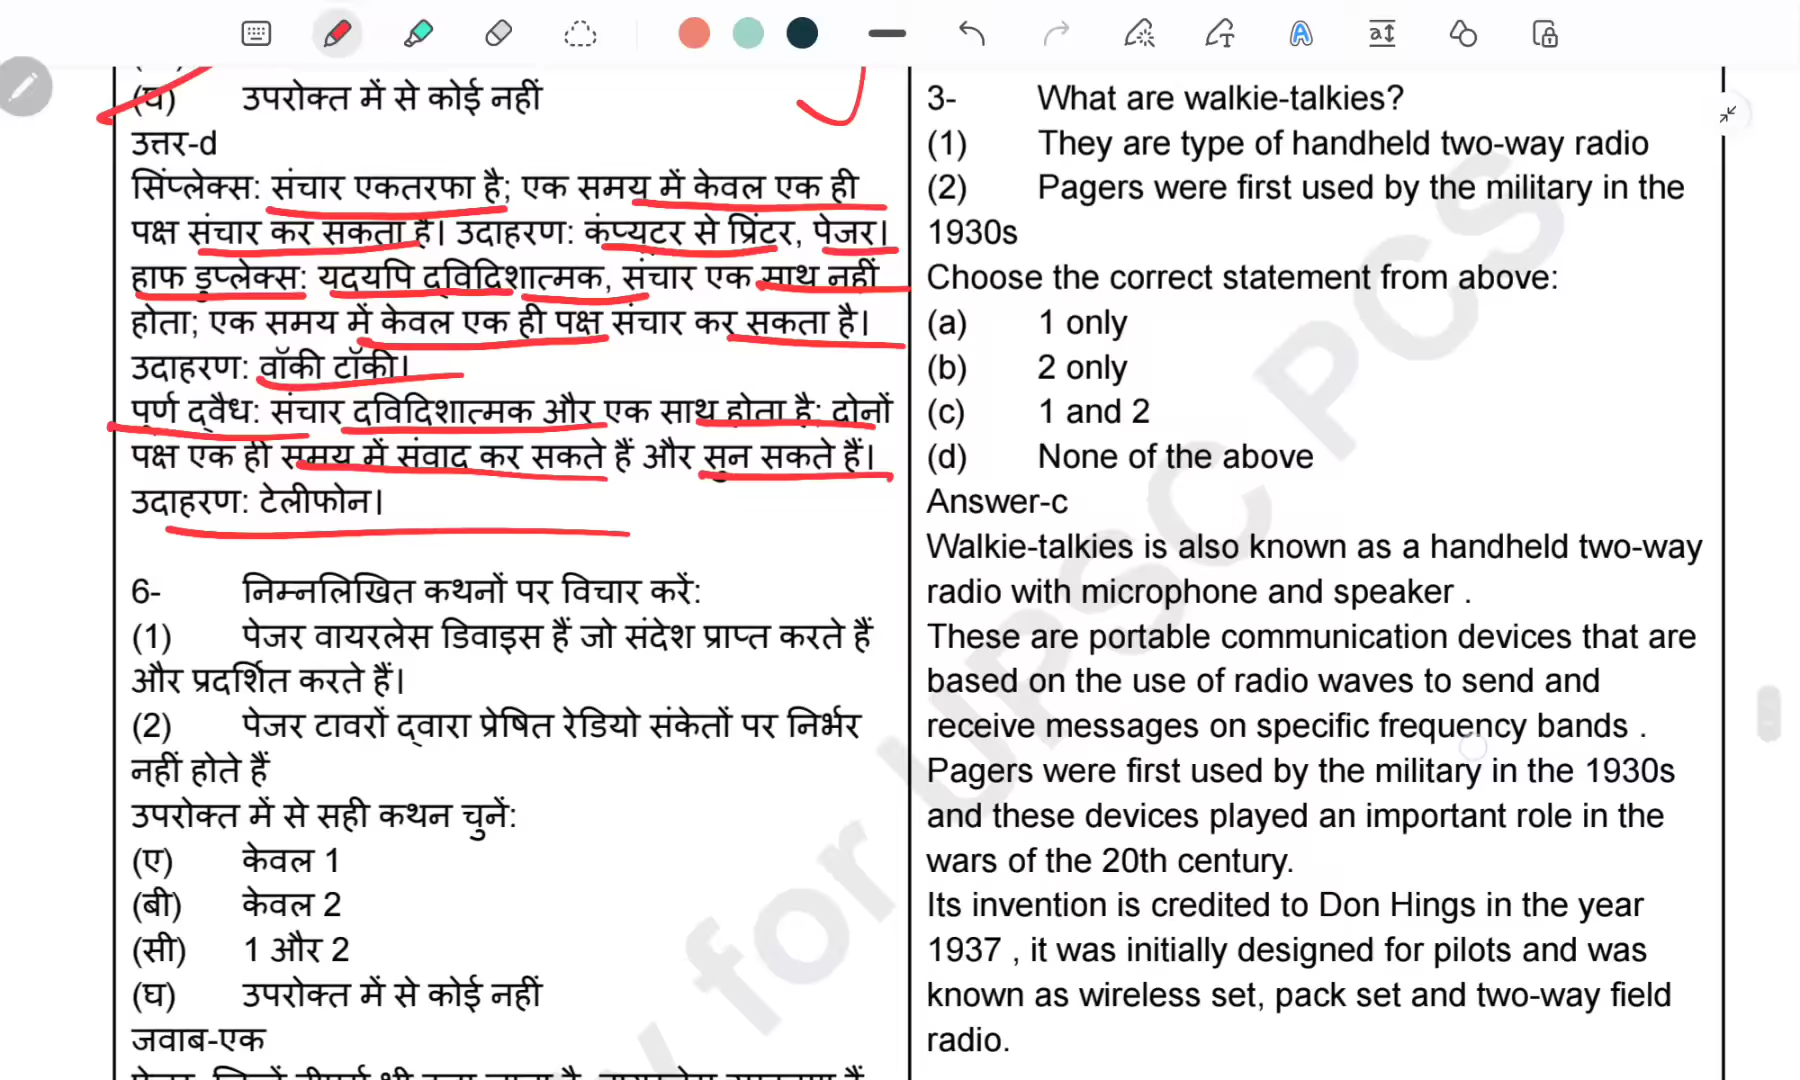 (घ) उपरोक्त में से कोई नहीं
उत्तर-d
सिंप्लेक्स: संचार एकतरफा है; एक समय में केवल एक ही
पक्ष संचार कर सकता है। उदाहरण: कंप्यूटर से प्रिंटर, पेजर।
हाफ डुप्लेक्स: यद्यपि द्विदिशात्मक, संचार एक साथ नहीं
होता; एक समय में केवल एक ही पक्ष संचार कर सकता है।
उदाहरण: वॉकी टॉकी।
पूर्ण द्वैध: संचार द्विदिशात्मक और एक साथ होता है; दोनों
पक्ष एक ही समय में संवाद कर सकते हैं और सुन सकते हैं।
उदाहरण: टेलीफोन।
6- निम्नलिखित कथनों पर विचार करें:
(1) पेजर वायरलेस डिवाइस हैं जो संदेश प्राप्त करते हैं
और प्रदर्शित करते हैं।
(2) पेजर टावरों द्वारा प्रेषित रेडियो संकेतों पर निर्भर
नहीं होते हैं
उपरोक्त में से सही कथन चुनें:
(ए) केवल 1
(बी) केवल 2
(सी) 1 और 2
(घ) उपरोक्त में से कोई नहीं
जवाब-एक
3- What are walkie-talkies?
(1) They are type of handheld two-way radio
(2) Pagers were first used by the military in the
1930s
Choose the correct statement from above:
(a) 1 only
(b) 2 only
(c) 1 and 2
(d) None of the above
Answer-c
Walkie-talkies is also known as a handheld two-way
radio with microphone and speaker .
These are portable communication devices that are
based on the use of radio waves to send and
receive messages on specific frequency bands .
Pagers were first used by the military in the 1930s
and these devices played an important role in the
wars of the 20th century.
Its invention is credited to Don Hings in the year
1937 , it was initially designed for pilots and was
known as wireless set, pack set and two-way field
radio.
for UPSC PCS